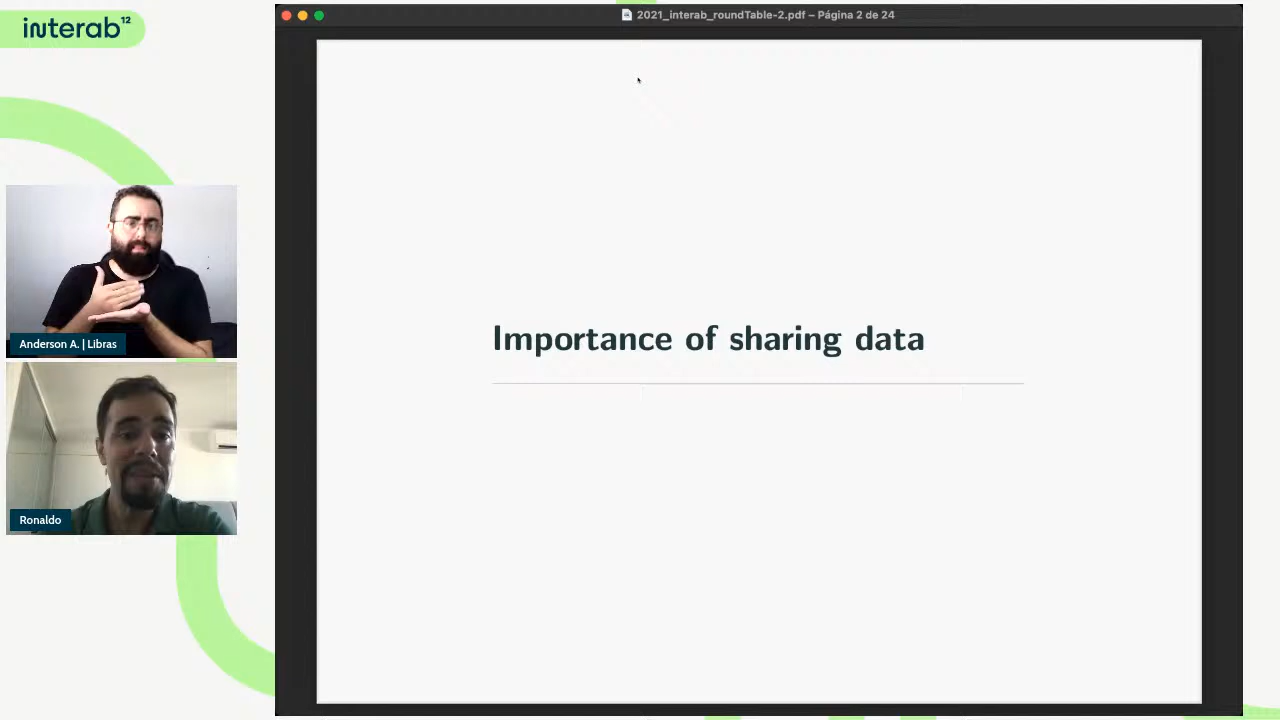 interab12
2021_interab_roundTable-2.pdf – Página 2 de 24
Importance of sharing data
Anderson A. | Libras
Ronaldo